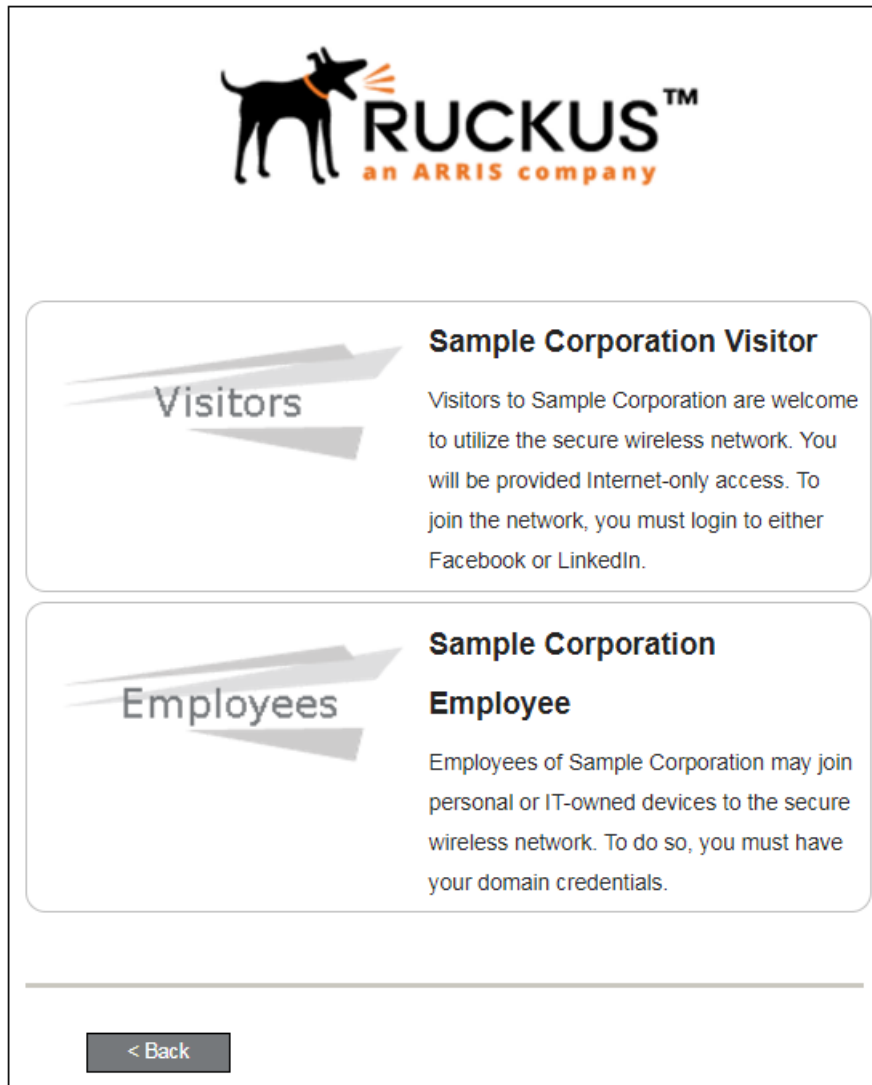 RUCKUS™
an ARRIS company
Visitors
Sample Corporation Visitor
Visitors to Sample Corporation are welcome
to utilize the secure wireless network. You
will be provided Internet-only access. To
join the network, you must login to either
Facebook or LinkedIn.
Employees
Sample Corporation
Employee
Employees of Sample Corporation may join
personal or IT-owned devices to the secure
wireless network. To do so, you must have
your domain credentials.
< Back